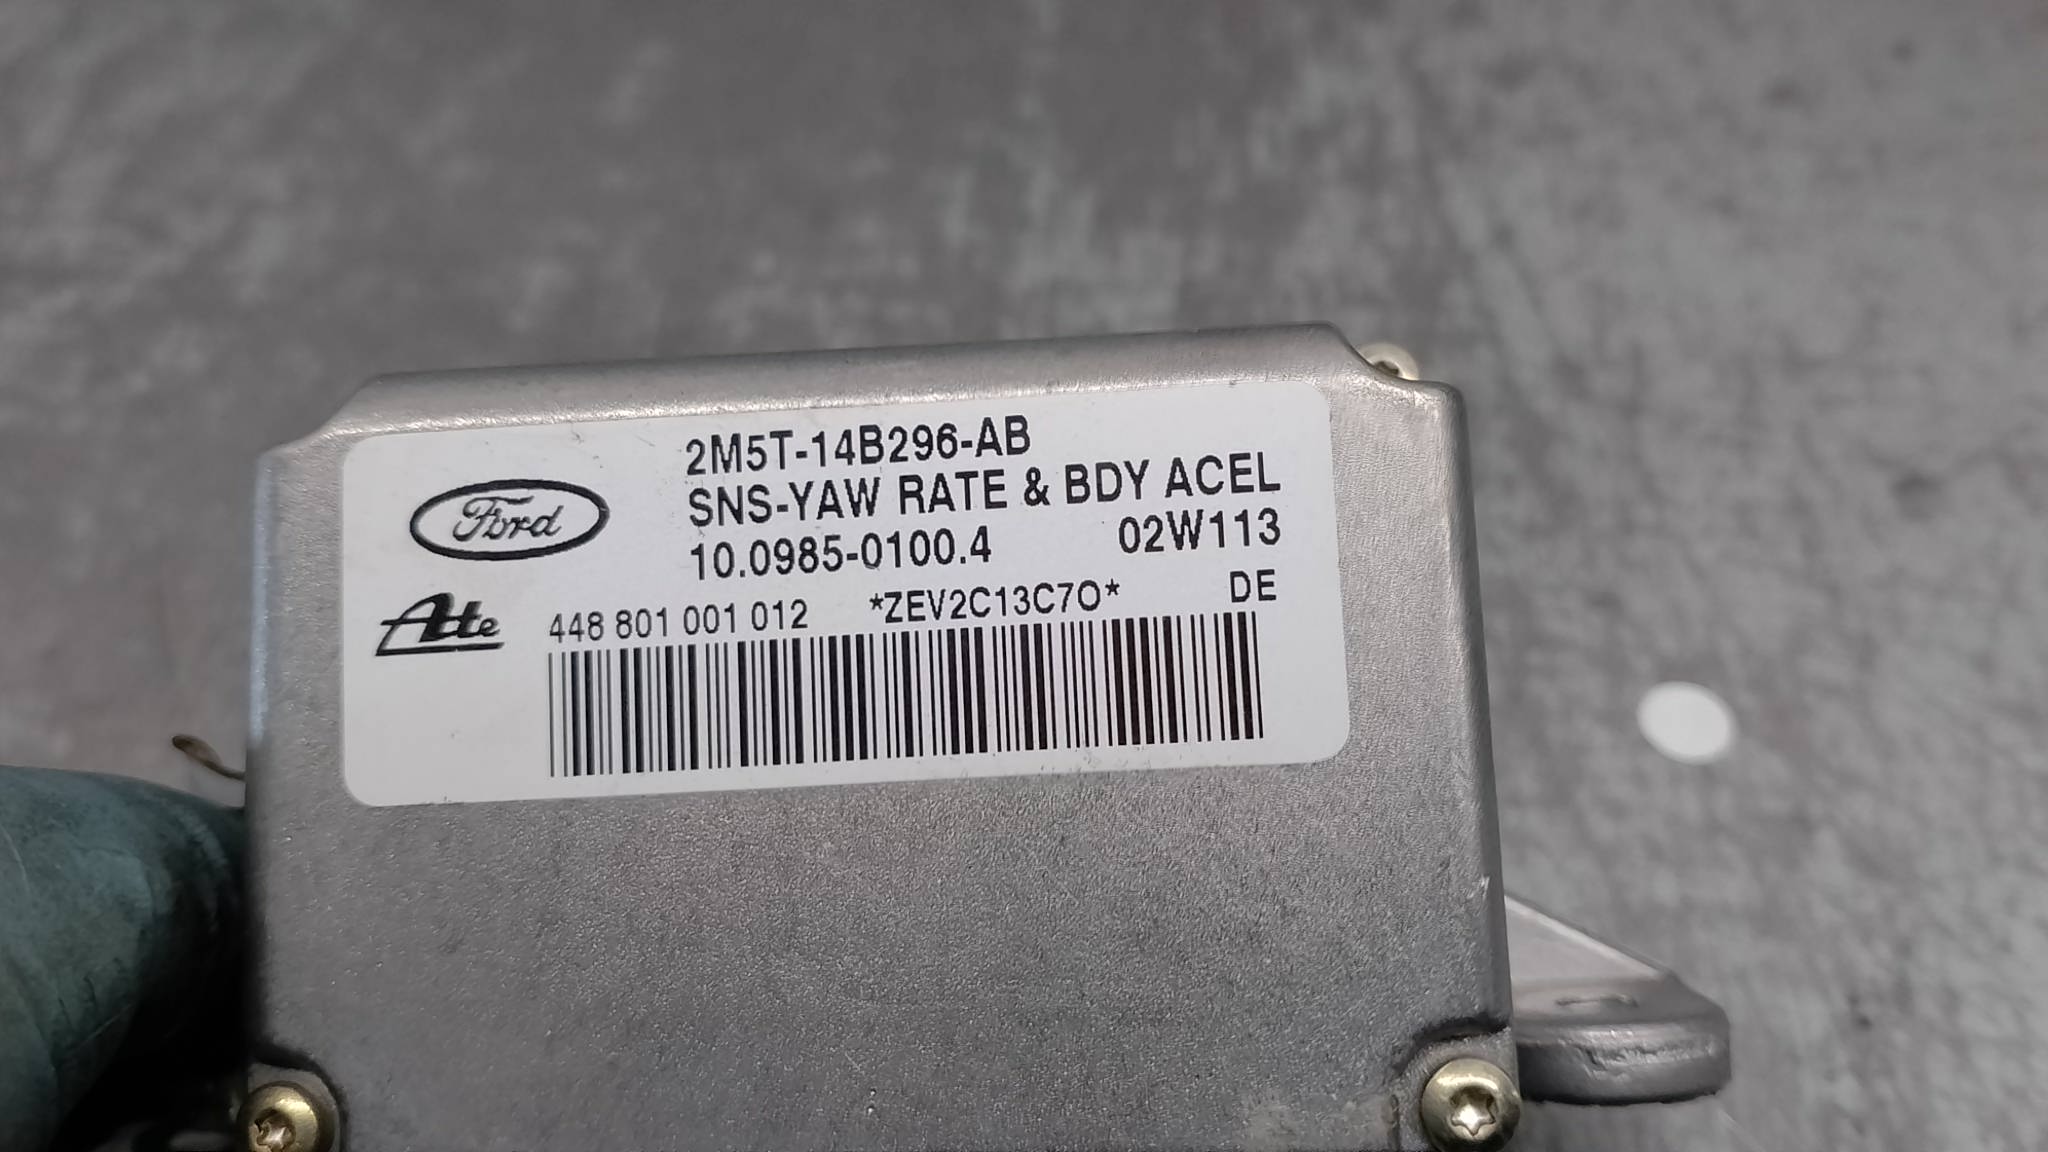 2M5T-14B296-AB
Ford
SNS-YAW RATE & BDY ACEL
10.0985-0100.4 02W113
Ate
448 801 001 012 *ZEV2C13C7O* DE